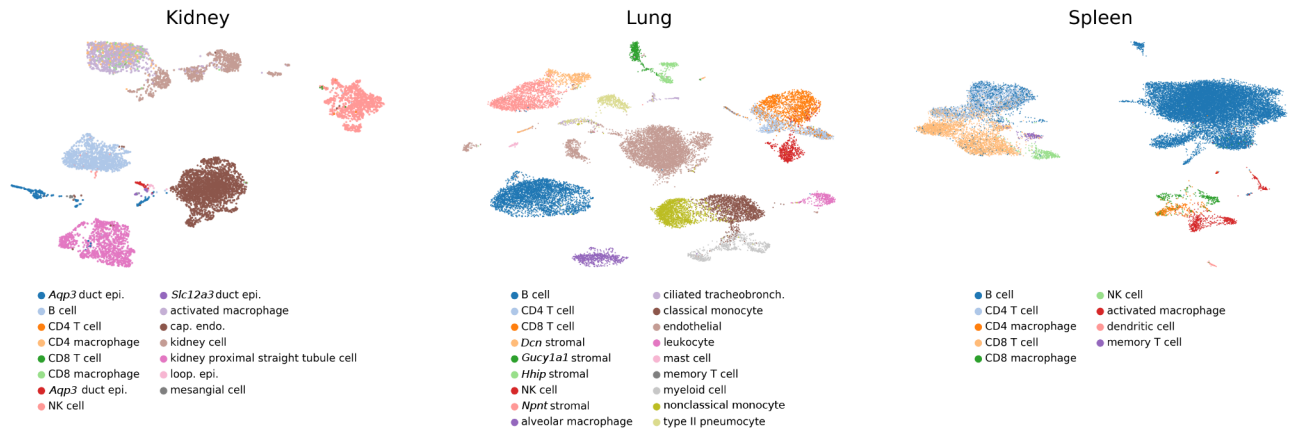 Kidney
Aqp3 duct epi.
B cell
CD4 T cell
CD4 macrophage
CD8 T cell
CD8 macrophage
Aqp3 duct epi.
NK cell
Slc12a3 duct epi.
activated macrophage
cap. endo.
kidney cell
kidney proximal straight tubule cell
loop. epi.
mesangial cell
Lung
B cell
CD4 T cell
CD8 T cell
Dcn stromal
Gucy1a1 stromal
Hhip stromal
NK cell
Npnt stromal
alveolar macrophage
ciliated tracheobronch.
classical monocyte
endothelial
leukocyte
mast cell
memory T cell
myeloid cell
nonclassical monocyte
type II pneumocyte
Spleen
B cell
CD4 T cell
CD4 macrophage
CD8 T cell
CD8 macrophage
NK cell
activated macrophage
dendritic cell
memory T cell